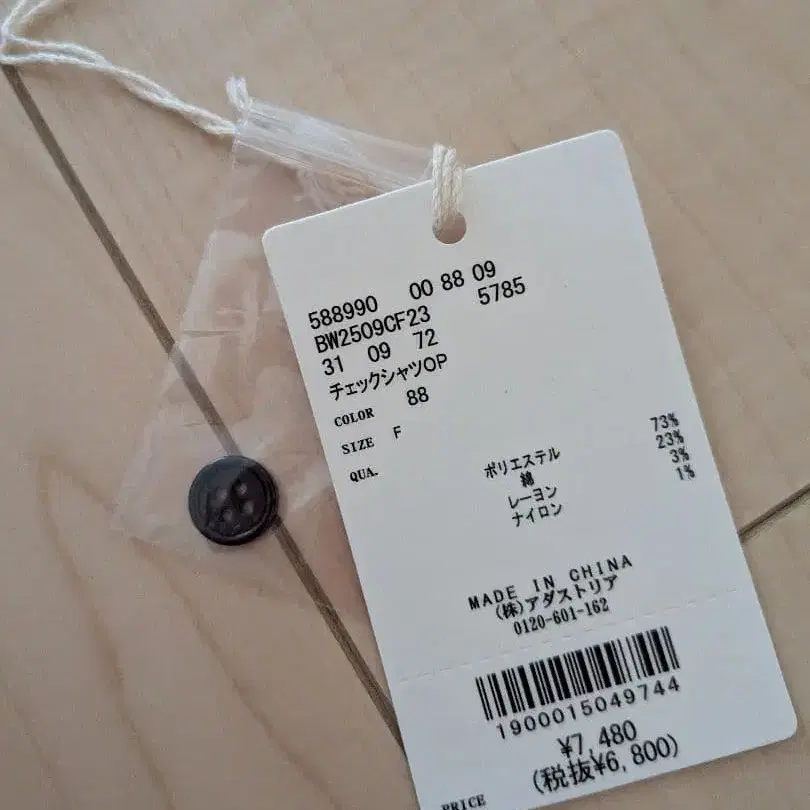 588990 00 88 09
BW2509CF23 5785
31 09 72
チェックシャツOP
COLOR 88
SIZE F
QUA.
ポリエステル 73%
綿 23%
レーヨン 3%
ナイロン 1%
MADE IN CHINA
(株)アダストリア
0120-601-162
1900015049744
¥7,480
(税抜¥6,800)
PRICE